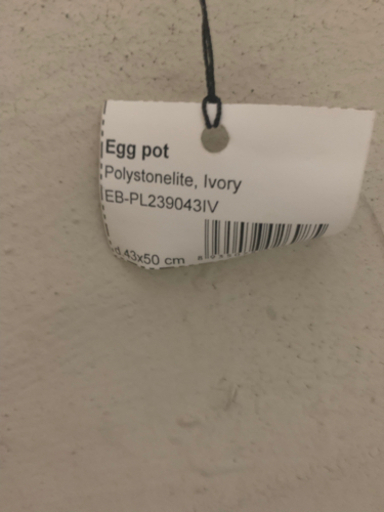 Egg pot
Polystonelite, Ivory
EB-PL239043IV
43x50 cm